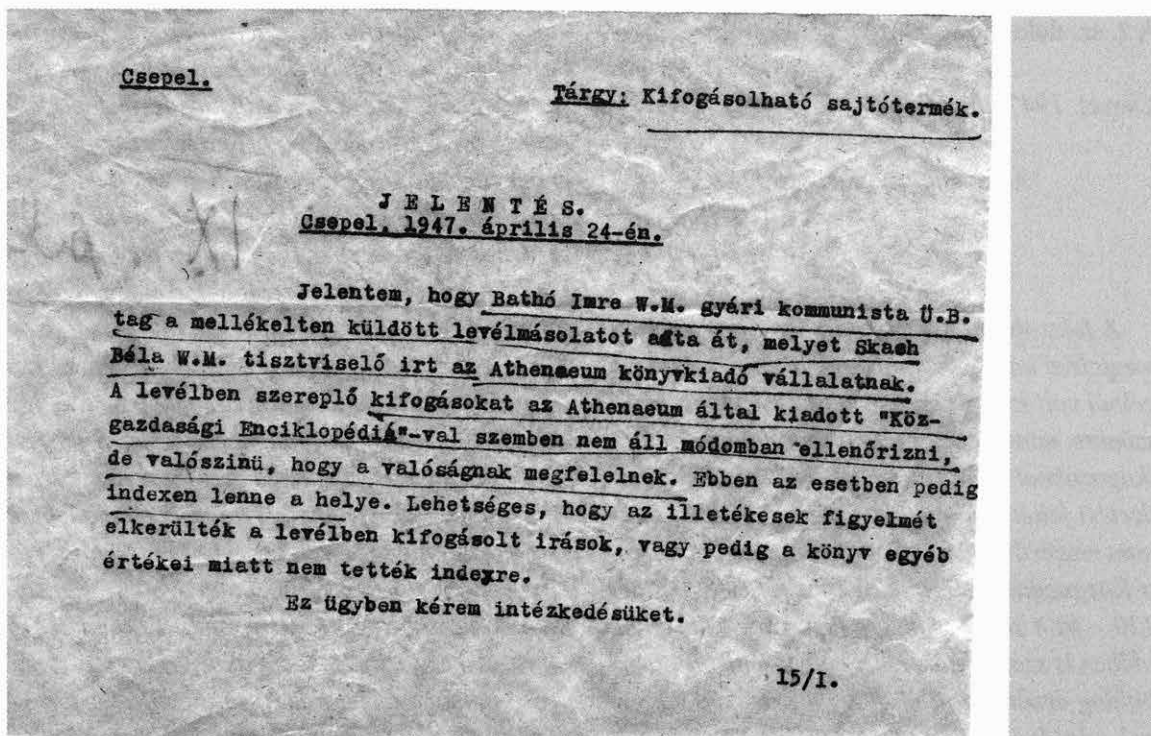 Csepel.
Tárgy: Kifogásolható sajtótermék.
J E L E N T É S.
Csepel, 1947. április 24-én.
Jelentem, hogy Bathó Imre W.M. gyári kommunista Ü.B.
tag a mellékelten küldött levélmásolatot adta át, melyet Skach
Béla W.M. tisztviselő irt az Athenaeum könyvkiadó vállalatnak.
A levélben szereplő kifogásokat az Athenaeum által kiadott "Köz-
gazdasági Enciklopédiá"-val szemben nem áll módomban ellenőrizni,
de valószinü, hogy a valóságnak megfelelnek. Ebben az esetben pedig
indexen lenne a helye. Lehetséges, hogy az illetékesek figyelmét
elkerülték a levélben kifogásolt irások, vagy pedig a könyv egyéb
értékei miatt nem tették indexre.
Ez ügyben kérem intézkedésüket.
15/I.